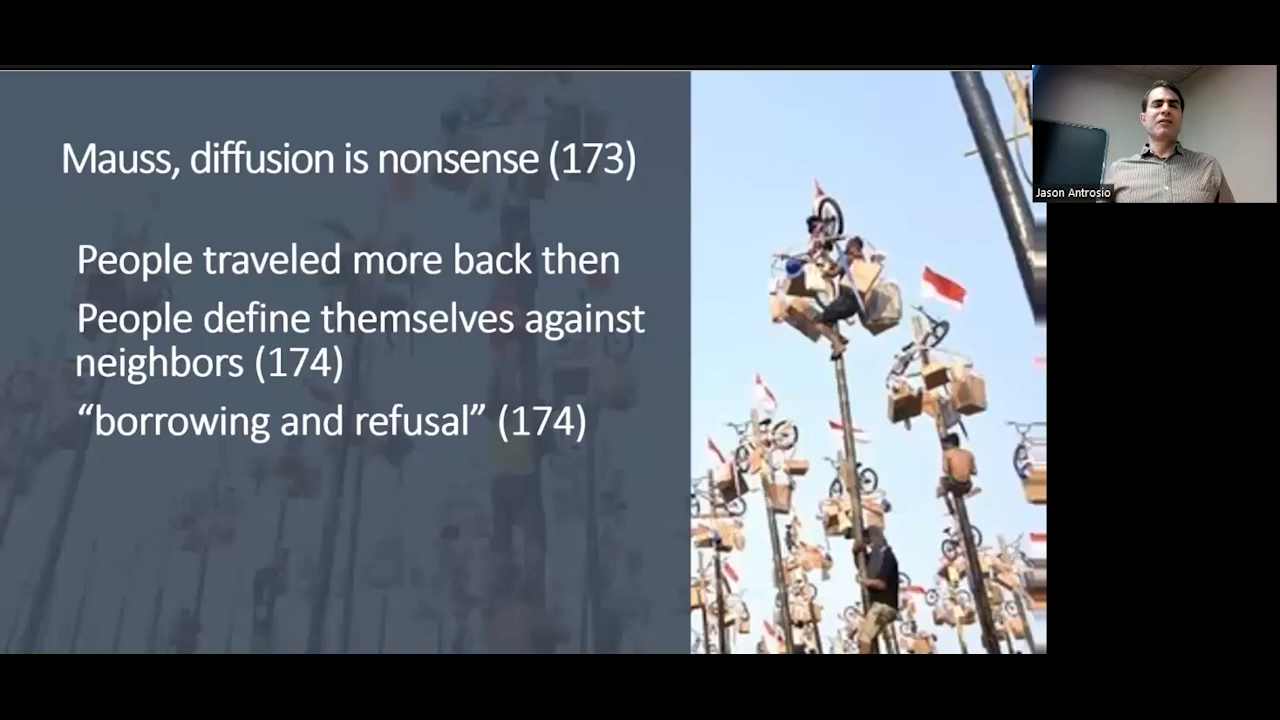 Mauss, diffusion is nonsense (173)
People traveled more back then
People define themselves against
neighbors (174)
“borrowing and refusal” (174)
Jason Antrosio